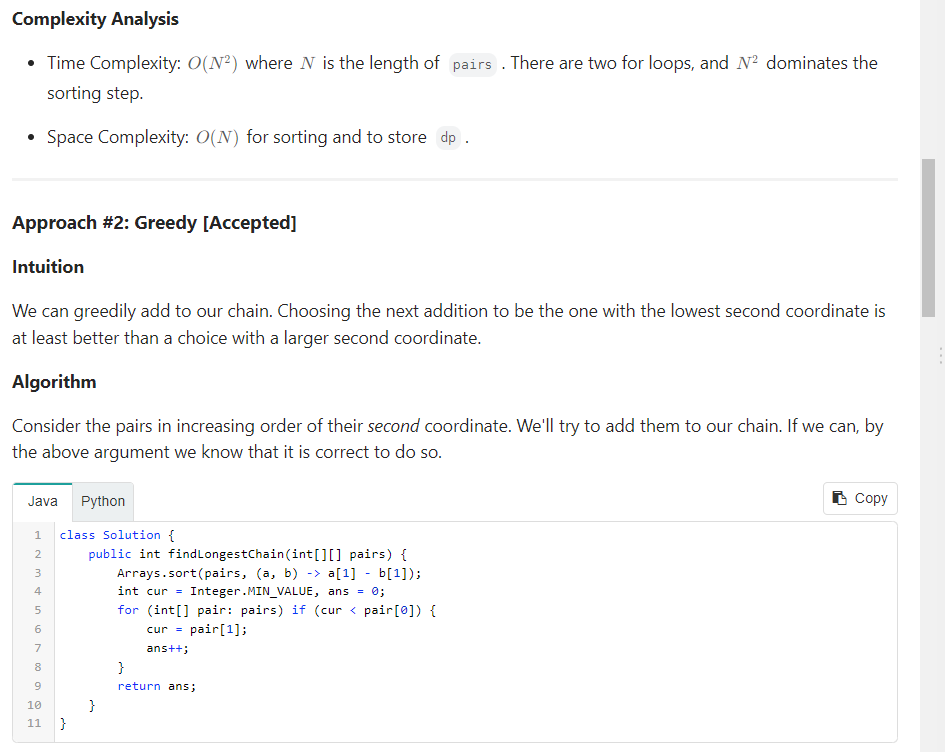 Complexity Analysis
• Time Complexity: O(N²) where N is the length of pairs . There are two for loops, and N² dominates the
sorting step.
• Space Complexity: O(N) for sorting and to store dp .
Approach #2: Greedy [Accepted]
Intuition
We can greedily add to our chain. Choosing the next addition to be the one with the lowest second coordinate is
at least better than a choice with a larger second coordinate.
Algorithm
Consider the pairs in increasing order of their second coordinate. We'll try to add them to our chain. If we can, by
the above argument we know that it is correct to do so.
Java Python Copy
1 class Solution {
2     public int findLongestChain(int[][] pairs) {
3         Arrays.sort(pairs, (a, b) -> a[1] - b[1]);
4         int cur = Integer.MIN_VALUE, ans = 0;
5         for (int[] pair: pairs) if (cur < pair[0]) {
6             cur = pair[1];
7             ans++;
8         }
9         return ans;
10     }
11 }